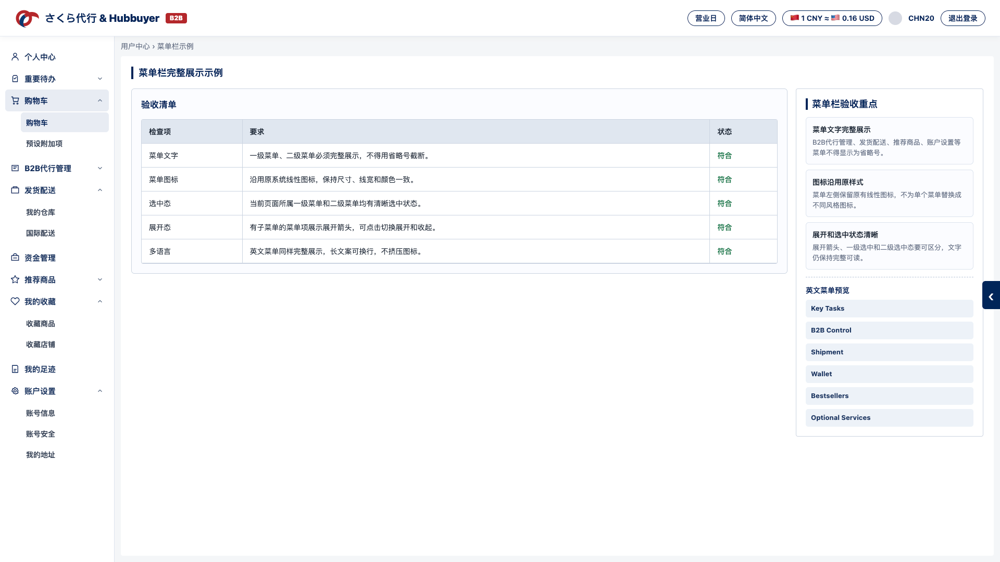 さくら代行 & Hubbuyer B2B
营业日
简体中文
🇨🇳 1 CNY ≈ 🇺🇸 0.16 USD
CHN20
退出登录
个人中心
重要待办
购物车
购物车
预设附加项
B2B代行管理
发货配送
我的仓库
国际配送
资金管理
推荐商品
我的收藏
收藏商品
收藏店铺
我的足迹
账户设置
账号信息
账号安全
我的地址
用户中心 › 菜单栏示例
菜单栏完整展示示例
验收清单
检查项 要求 状态
菜单文字 一级菜单、二级菜单必须完整展示，不得用省略号截断。 符合
菜单图标 沿用原系统线性图标，保持尺寸、线宽和颜色一致。 符合
选中态 当前页面所属一级菜单和二级菜单均有清晰选中状态。 符合
展开态 有子菜单的菜单项展示展开箭头，可点击切换展开和收起。 符合
多语言 英文菜单同样完整展示，长文案可换行，不挤压图标。 符合
菜单栏验收重点
菜单文字完整展示
B2B代行管理、发货配送、推荐商品、账户设置等
菜单不得显示为省略号。
图标沿用原样式
菜单左侧保留原有线性图标，不为单个菜单替换成
不同风格图标。
展开和选中状态清晰
展开箭头、一级选中和二级选中态要可区分，文字
仍保持完整可读。
英文菜单预览
Key Tasks
B2B Control
Shipment
Wallet
Bestsellers
Optional Services